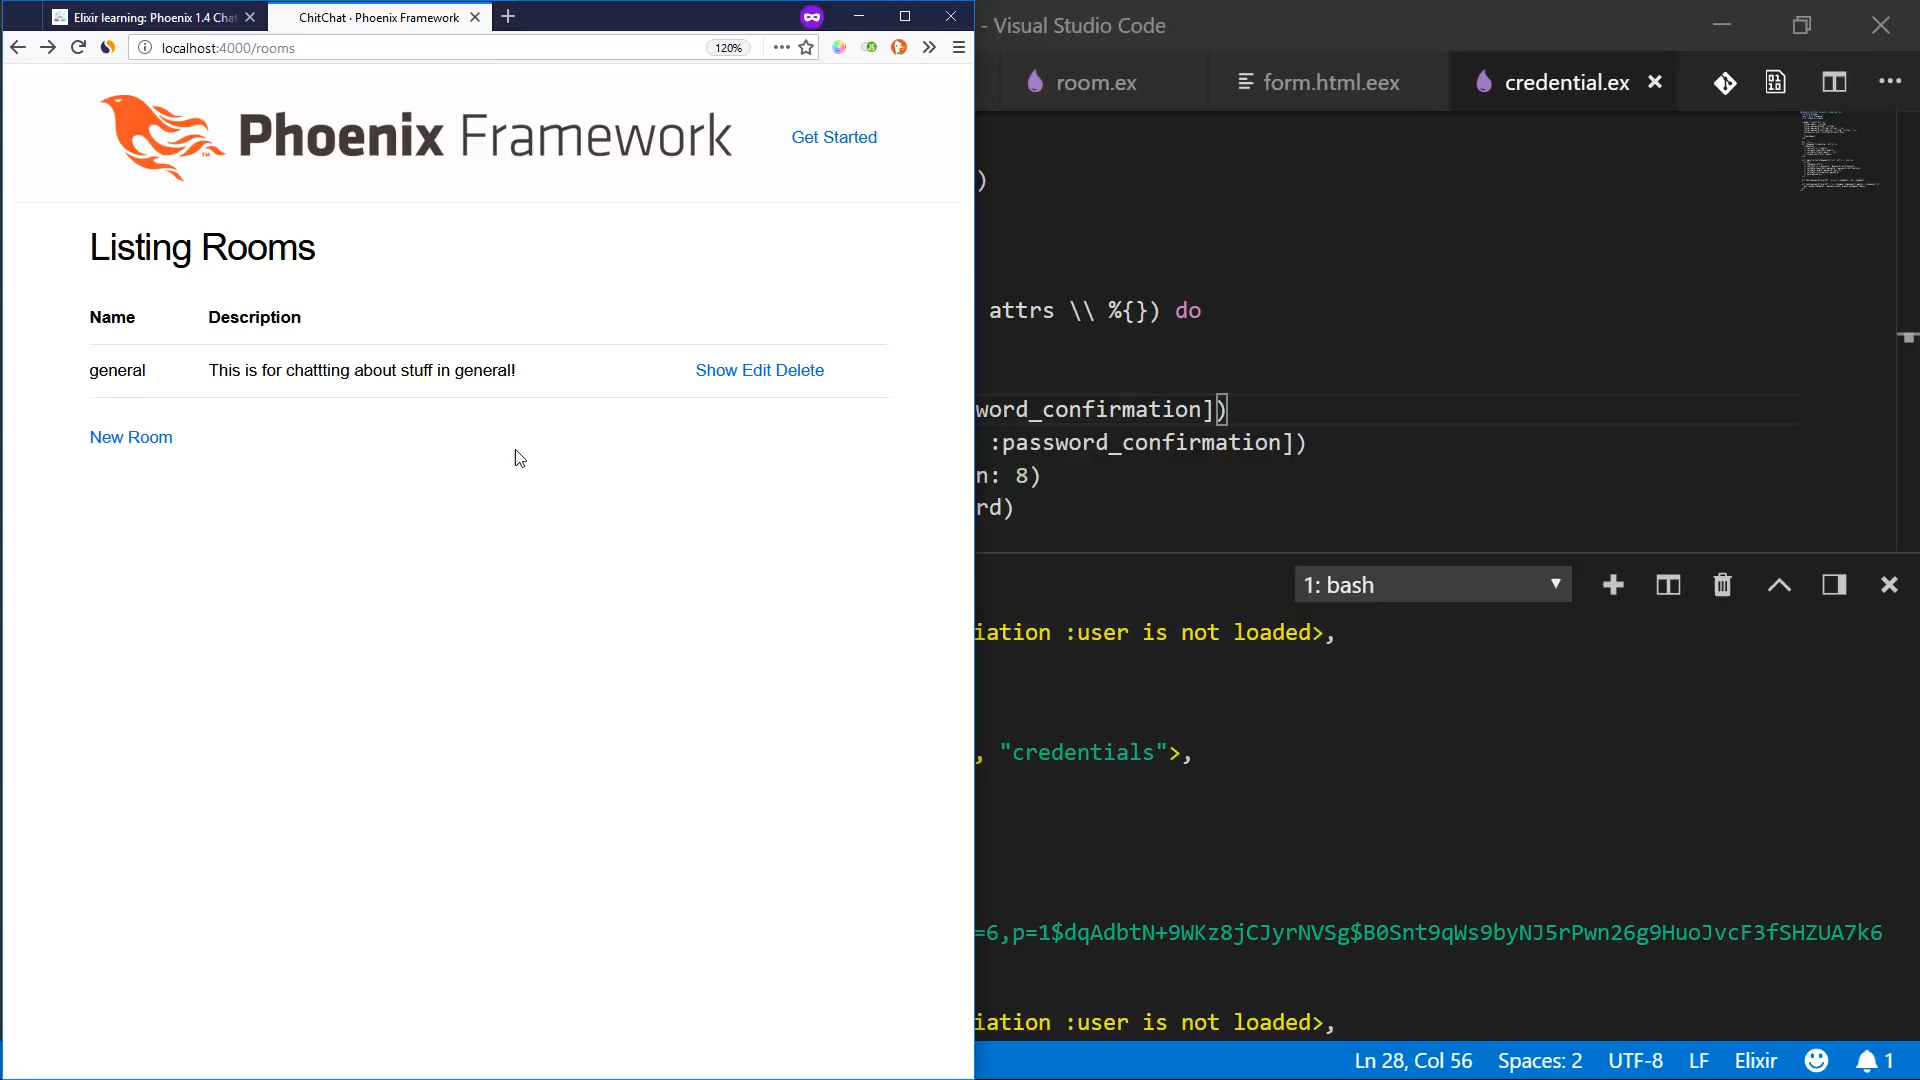 Elixir learning: Phoenix 1.4 Chat
ChitChat · Phoenix Framework
localhost:4000/rooms
120%
Phoenix Framework
TM
Get Started
Listing Rooms
Name Description
general This is for chattting about stuff in general! Show Edit Delete
New Room
- Visual Studio Code
room.ex form.html.eex credential.ex
)
attrs \\ %{}) do
word_confirmation])
:password_confirmation])
n: 8)
rd)
1: bash
iation :user is not loaded>,
, "credentials">,
=6,p=1$dqAdbtN+9WKz8jCJyrNVSg$B0Snt9qWs9byNJ5rPwn26g9HuoJvcF3fSHZUA7k6
iation :user is not loaded>,
Ln 28, Col 56 Spaces: 2 UTF-8 LF Elixir 1